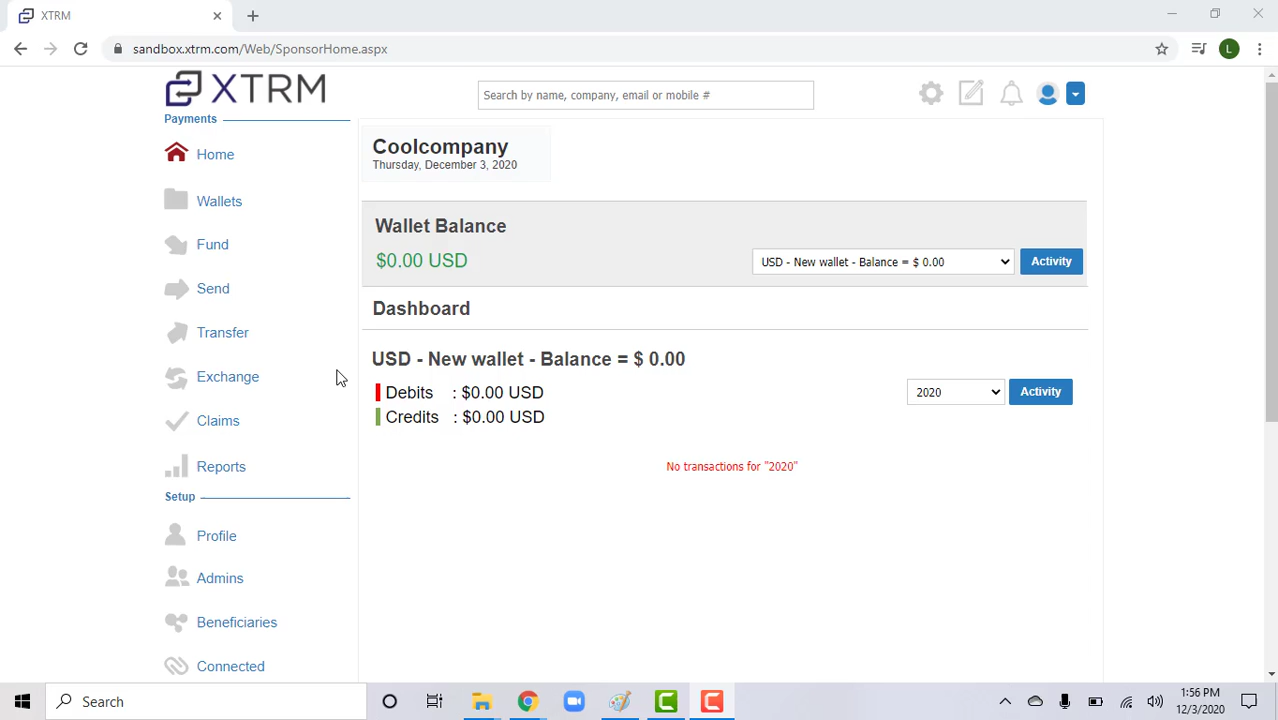 XTRM
sandbox.xtrm.com/Web/SponsorHome.aspx
L
XTRM
Search by name, company, email or mobile #
Payments
Home
Wallets
Fund
Send
Transfer
Exchange
Claims
Reports
Setup
Profile
Admins
Beneficiaries
Connected
Coolcompany
Thursday, December 3, 2020
Wallet Balance
$0.00 USD
USD - New wallet - Balance = $ 0.00
Activity
Dashboard
USD - New wallet - Balance = $ 0.00
Debits : $0.00 USD
Credits : $0.00 USD
2020
Activity
No transactions for "2020"
Search
1:56 PM
12/3/2020